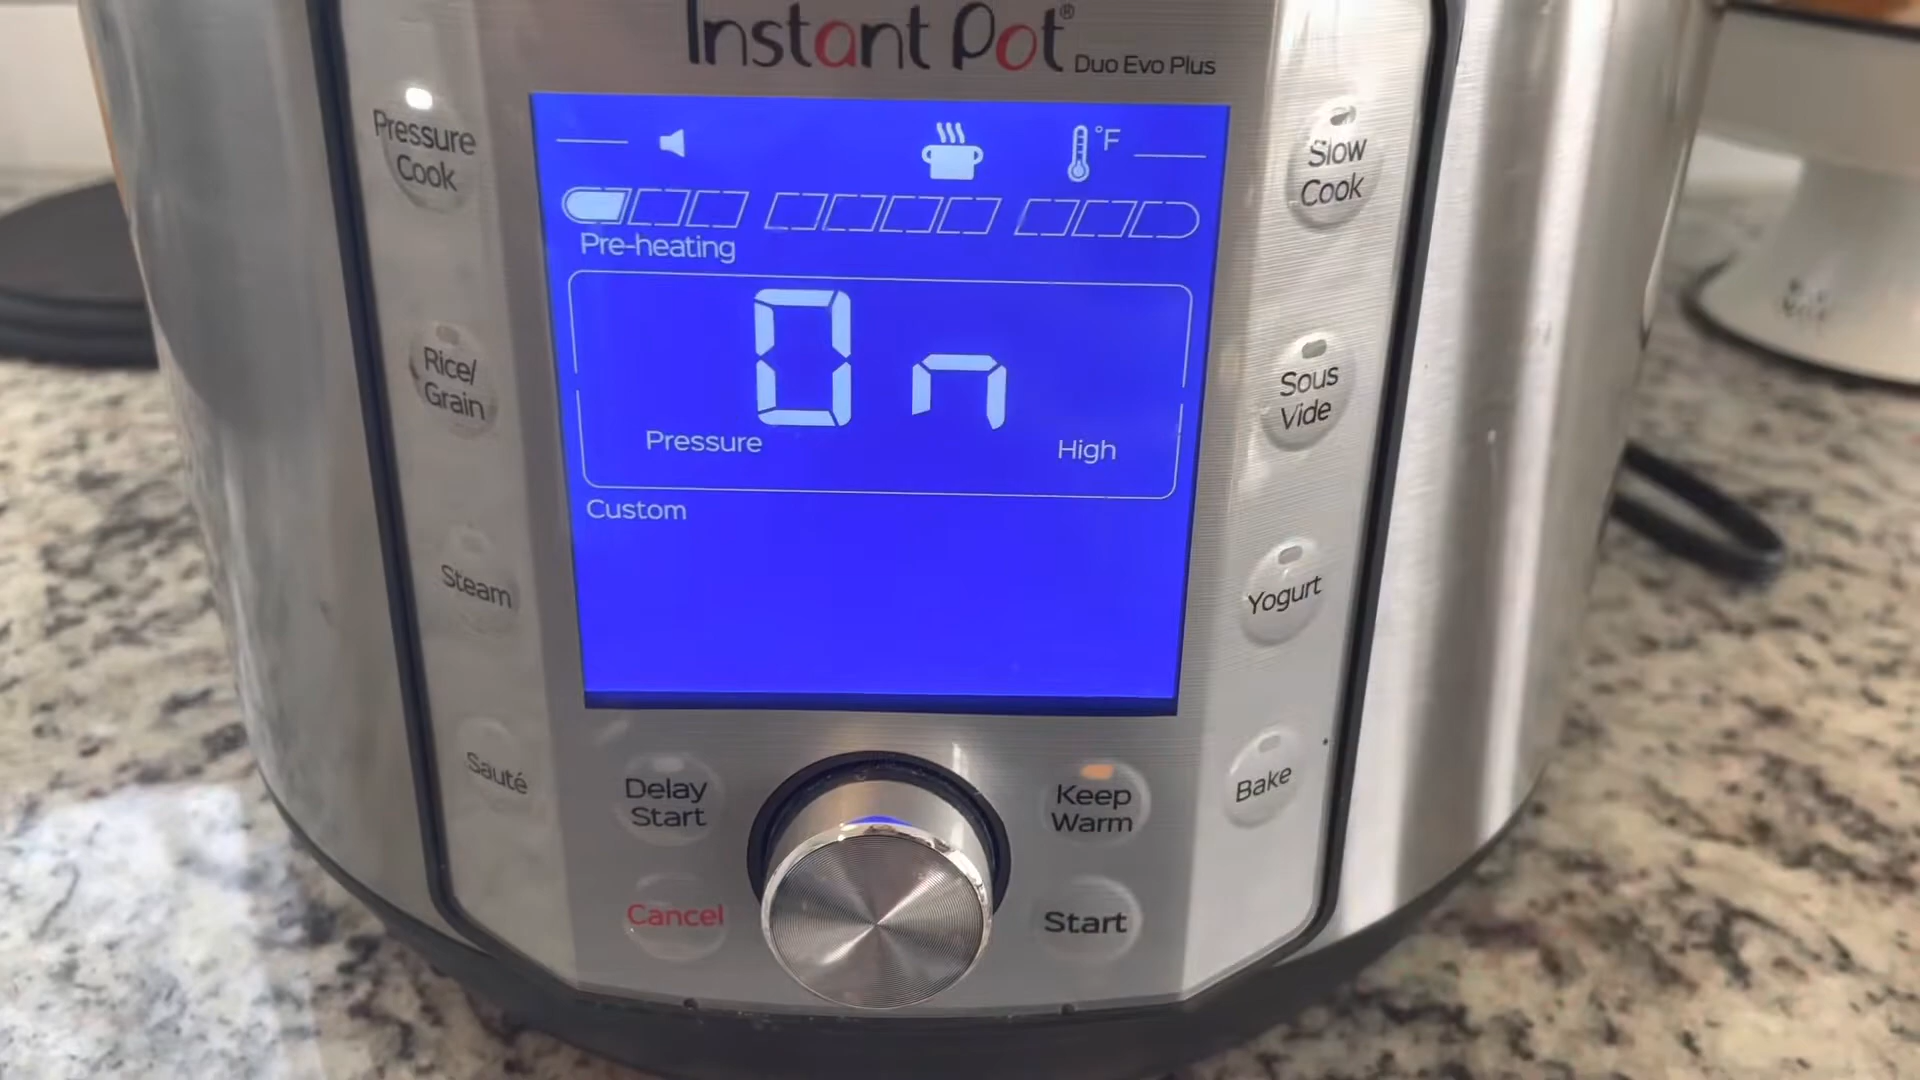 Instant Pot®
Duo Evo Plus
Pressure
Cook
Rice/
Grain
Steam
Sauté
°F
Pre-heating
On
Pressure
High
Custom
Slow
Cook
Sous
Vide
Yogurt
Bake
Delay
Start
Keep
Warm
Cancel
Start